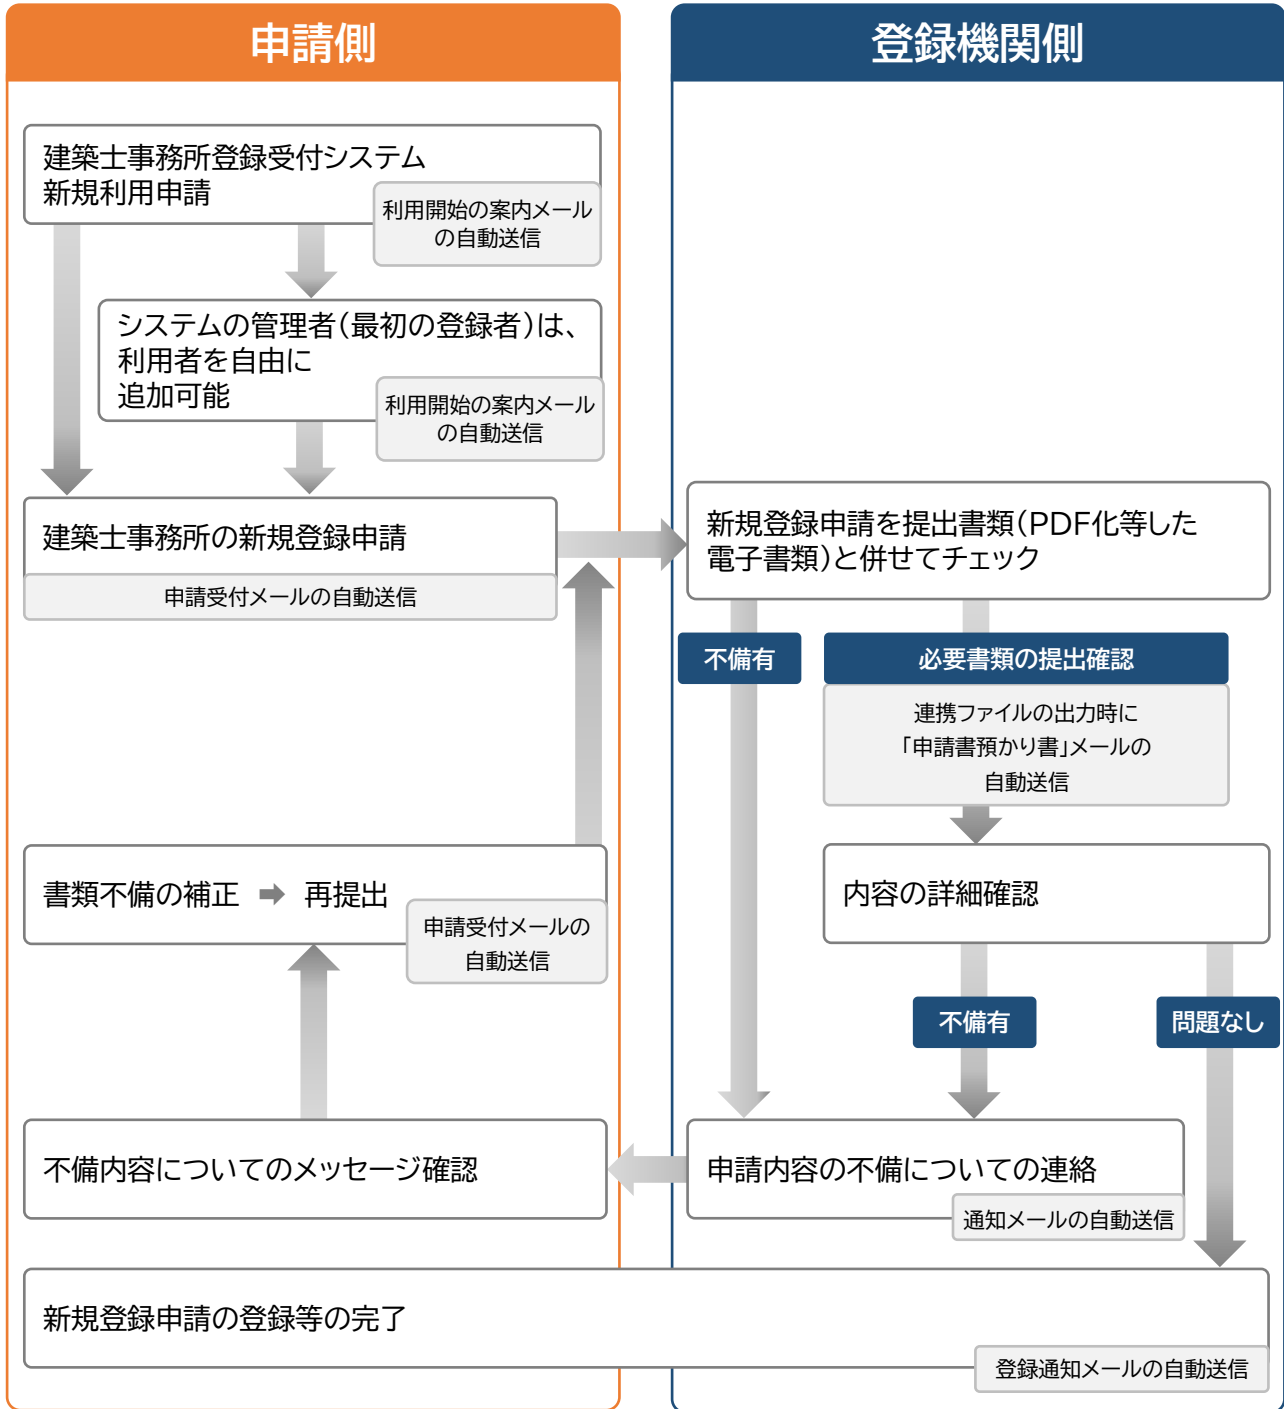 申請側
登録機関側
建築士事務所登録受付システム
新規利用申請
利用開始の案内メール
の自動送信
システムの管理者（最初の登録者）は、
利用者を自由に
追加可能
利用開始の案内メール
の自動送信
建築士事務所の新規登録申請
申請受付メールの自動送信
新規登録申請を提出書類（PDF化等した
電子書類）と併せてチェック
不備有
必要書類の提出確認
連携ファイルの出力時に
「申請書預かり書」メールの
自動送信
書類不備の補正 ➡ 再提出
申請受付メールの
自動送信
内容の詳細確認
不備有
問題なし
不備内容についてのメッセージ確認
申請内容の不備についての連絡
通知メールの自動送信
新規登録申請の登録等の完了
登録通知メールの自動送信